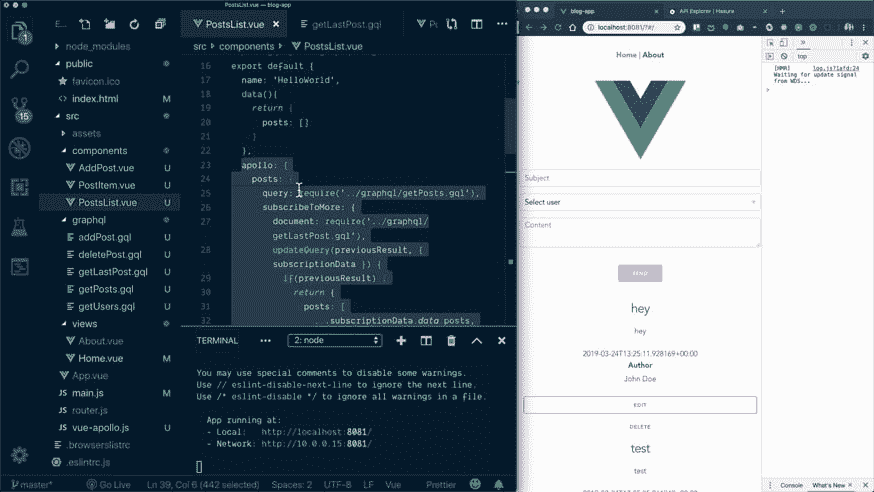 PostsList.vue — blog-app
E...
PostsList.vue
getLastPost.gql
src > components > PostsList.vue
node_modules
public
favicon.ico
index.html M
src
assets
components
AddPost.vue U
PostItem.vue U
PostsList.vue U
graphql
addPost.gql U
deletePost.gql U
getLastPost.gql U
getPosts.gql U
getUsers.gql U
views
About.vue U
Home.vue M
App.vue U
main.js M
router.js
vue-apollo.js U
.browserslistrc
.eslintrc.js
1
15
16 export default {
17 name: 'HelloWorld',
18 data(){
19 return {
20 posts: []
21 }
22 },
23 apollo: {
24 posts: {
25 query: require('../graphql/getPosts.gql'),
26 subscribeToMore: {
27 document: require('../graphql/
getLastPost.gql'),
28 updateQuery(previousResult, {
subscriptionData }) {
29 if(previousResult) {
30 return {
31 posts: [
32 ...subscriptionData.data.posts,
TERMINAL
2: node
You may use special comments to disable some warnings.
Use // eslint-disable-next-line to ignore the next line.
Use /* eslint-disable */ to ignore all warnings in a file.
App running at:
- Local: http://localhost:8081/
- Network: http://10.0.0.15:8081/
master*
Go Live
Ln 39, Col 6 (442 selected)
Spaces: 2
UTF-8
LF
Vue
Prettier
blog-app
API Explorer | Hasura
localhost:8081/?#/
Home | About
Subject
Select user
Content
SEND
hey
hey
2019-03-24T13:25:11.928169+00:00
Author
John Doe
EDIT
DELETE
test
test
top
[HMR] log.js?1afd:24
Waiting for update signal
from WDS...
Console
What's New